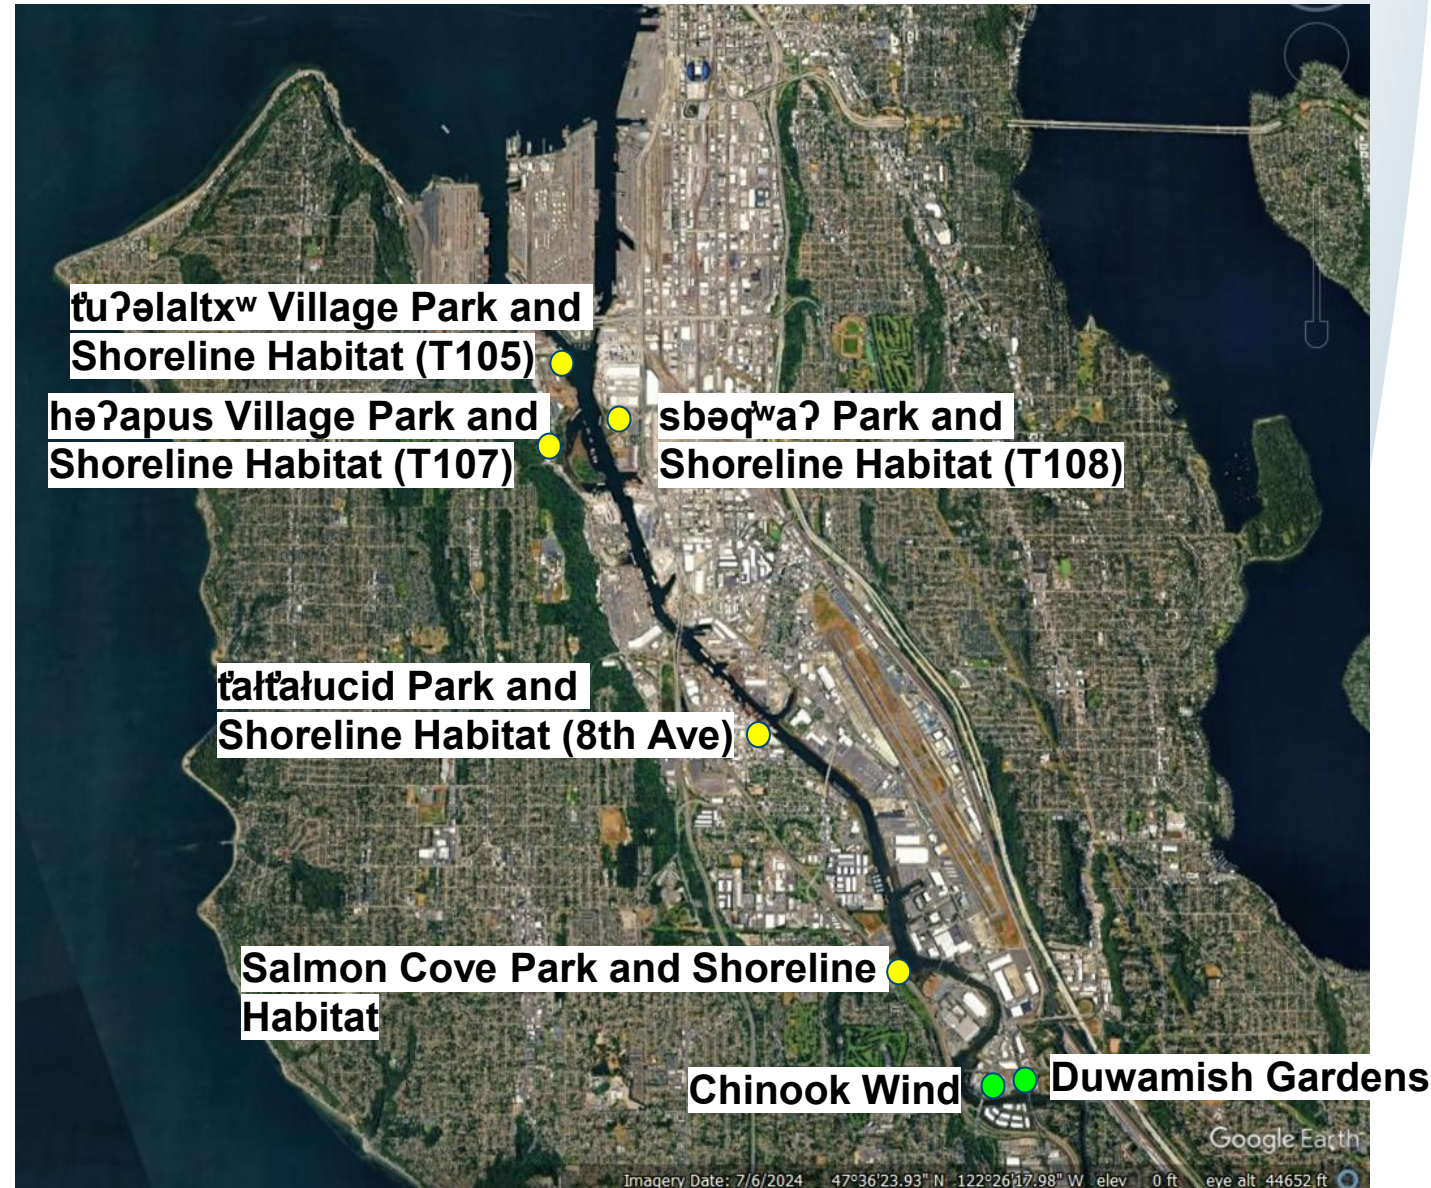 t̓uʔəlaltxʷ Village Park and
Shoreline Habitat (T105)
həʔapus Village Park and
Shoreline Habitat (T107)
sbəq̓ʷaʔ Park and
Shoreline Habitat (T108)
t̓ałt̓ałucid Park and
Shoreline Habitat (8th Ave)
Salmon Cove Park and Shoreline
Habitat
Chinook Wind
Duwamish Gardens
Google Earth
Imagery Date: 7/6/2024 47°36'23.93" N 122°26'17.98" W elev 0 ft eye alt 44652 ft